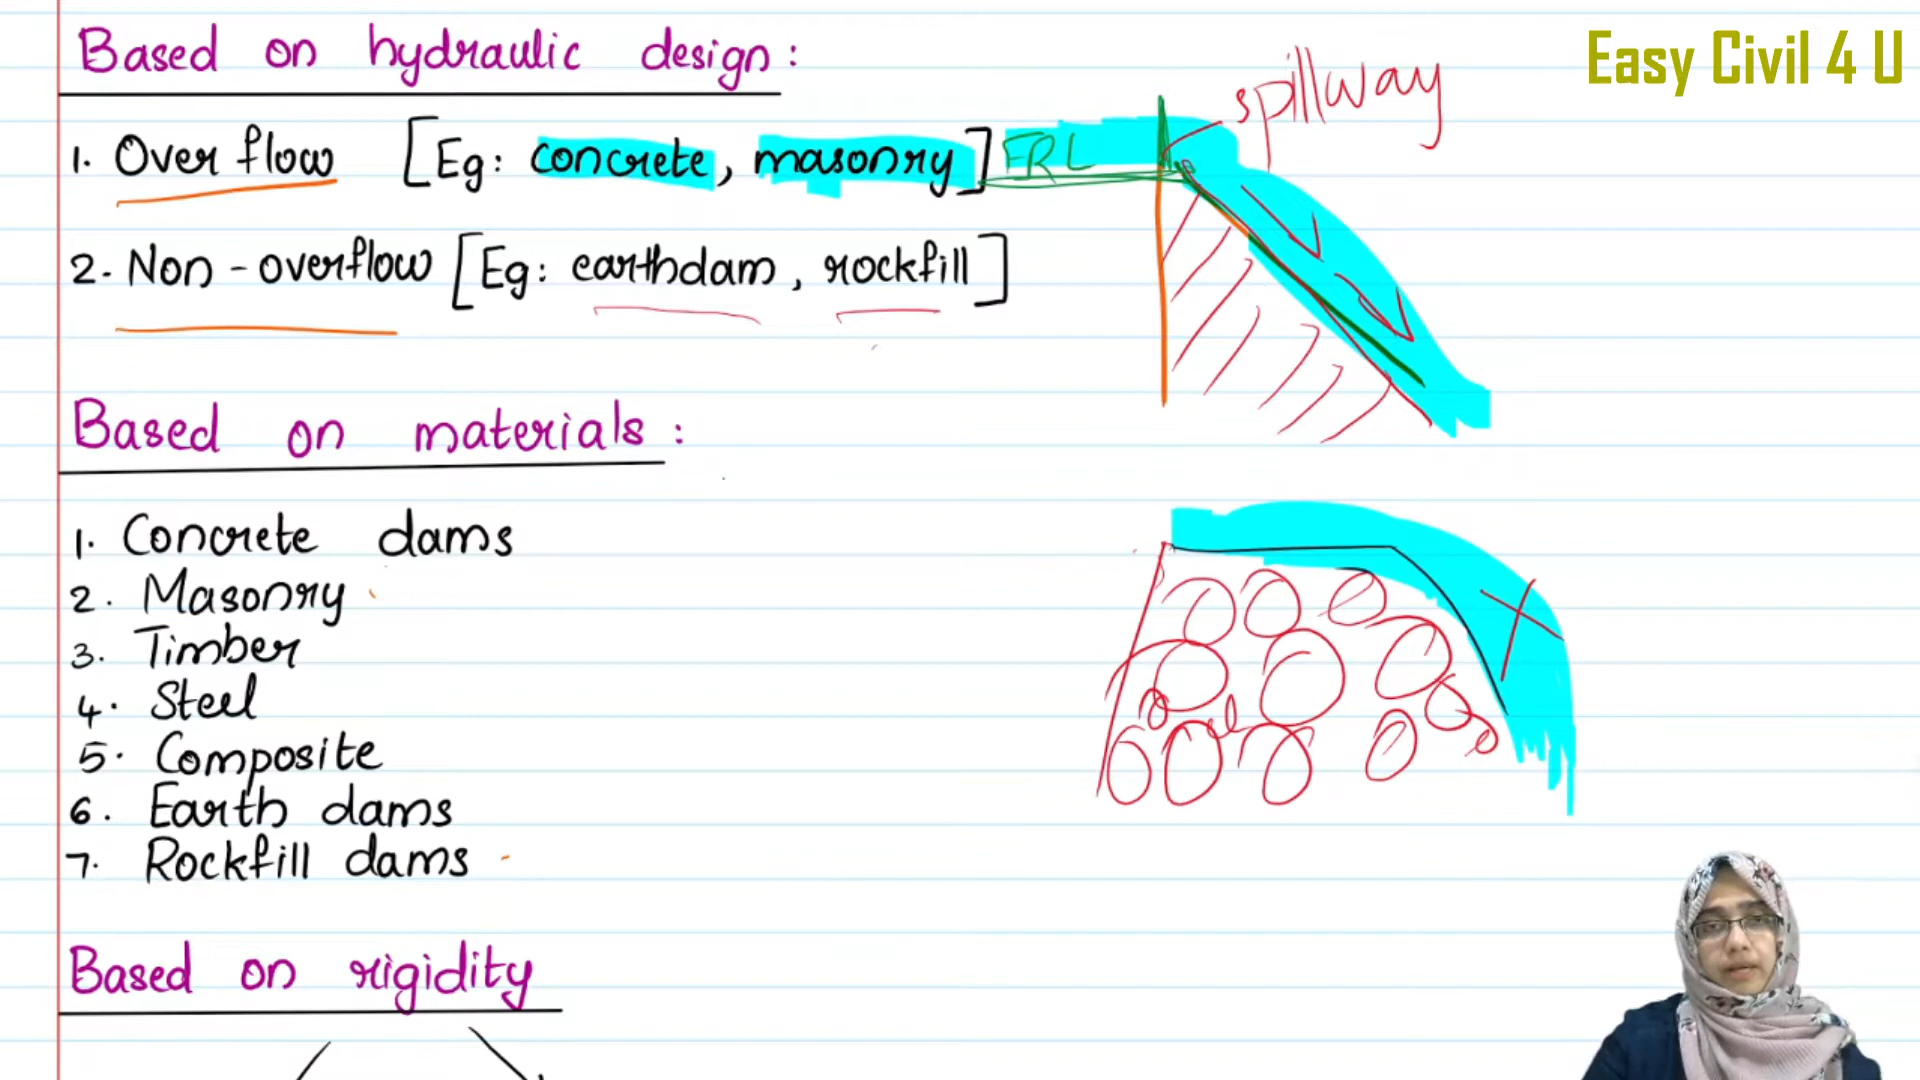 Based on hydraulic design:
Easy Civil 4 U
spillway
1. Over flow [Eg: concrete, masonry]
FRL
2. Non-overflow [Eg: earthdam, rockfill]
Based on materials:
1. Concrete dams
2. Masonry
3. Timber
4. Steel
5. Composite
6. Earth dams
7. Rockfill dams
Based on rigidity